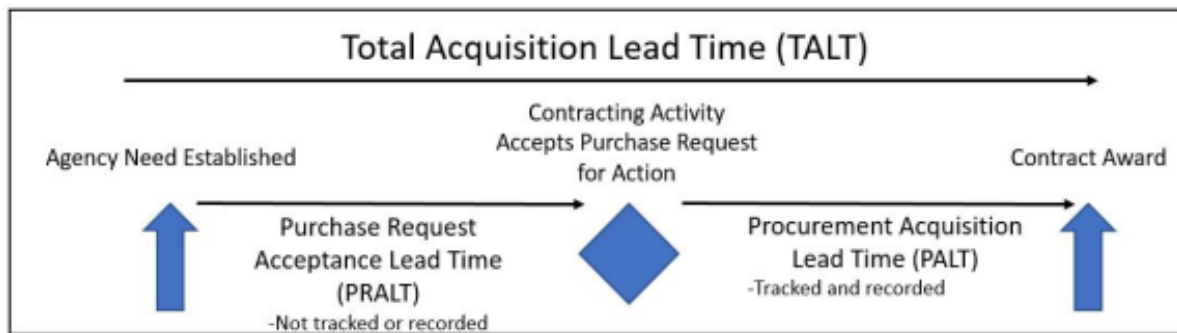 Total Acquisition Lead Time (TALT)
Contracting Activity
Accepts Purchase Request
for Action
Agency Need Established
Contract Award
Purchase Request
Acceptance Lead Time
(PRALT)
-Not tracked or recorded
Procurement Acquisition
Lead Time (PALT)
-Tracked and recorded